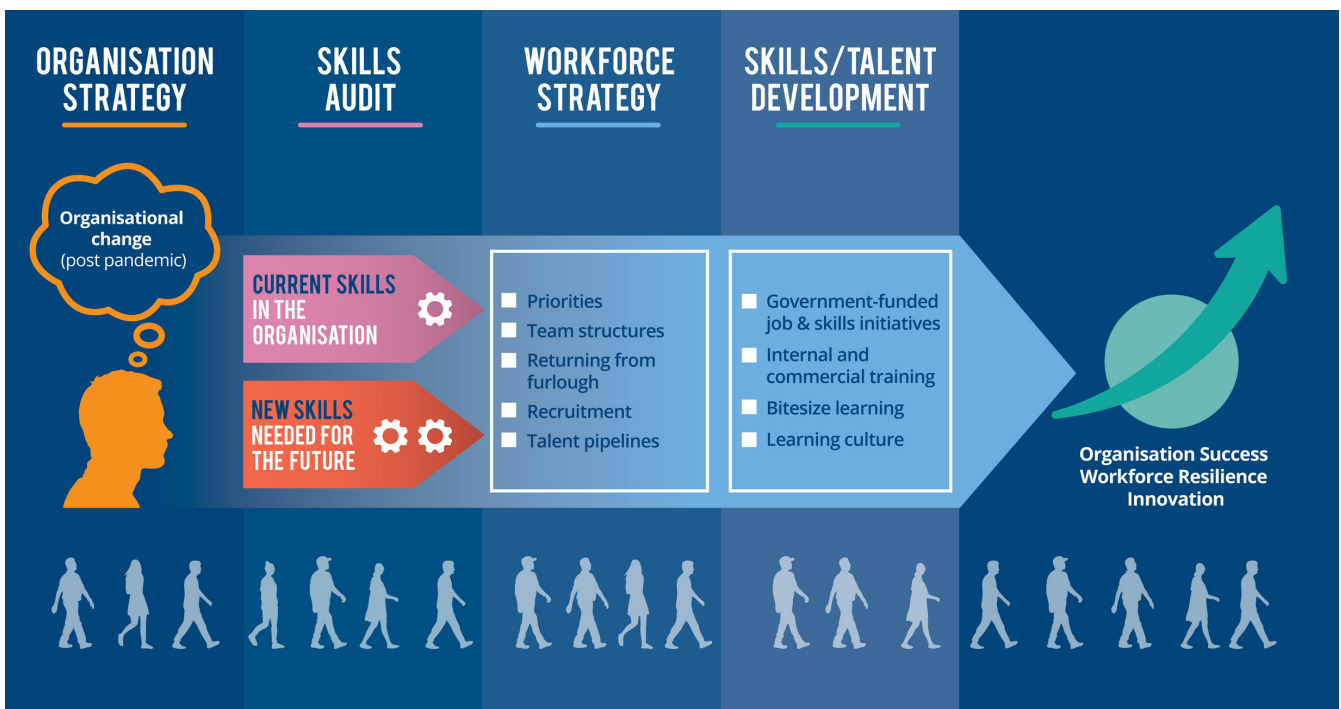 ORGANISATION
STRATEGY
SKILLS
AUDIT
WORKFORCE
STRATEGY
SKILLS/TALENT
DEVELOPMENT
Organisational
change
(post pandemic)
CURRENT SKILLS
IN THE
ORGANISATION
NEW SKILLS
NEEDED FOR
THE FUTURE
Priorities
Team structures
Returning from
furlough
Recruitment
Talent pipelines
Government-funded
job & skills initiatives
Internal and
commercial training
Bitesize learning
Learning culture
Organisation Success
Workforce Resilience
Innovation